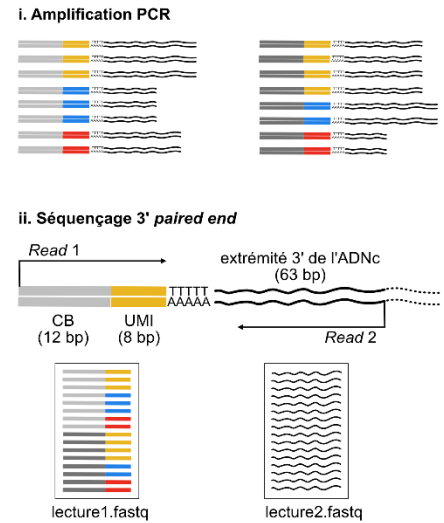 i. Amplification PCR
ii. Séquençage 3' paired end
Read 1
extrémité 3' de l'ADNc
(63 bp)
TTTTT
AAAAA
CB
(12 bp)
UMI
(8 bp)
Read 2
lecture1.fastq
lecture2.fastq